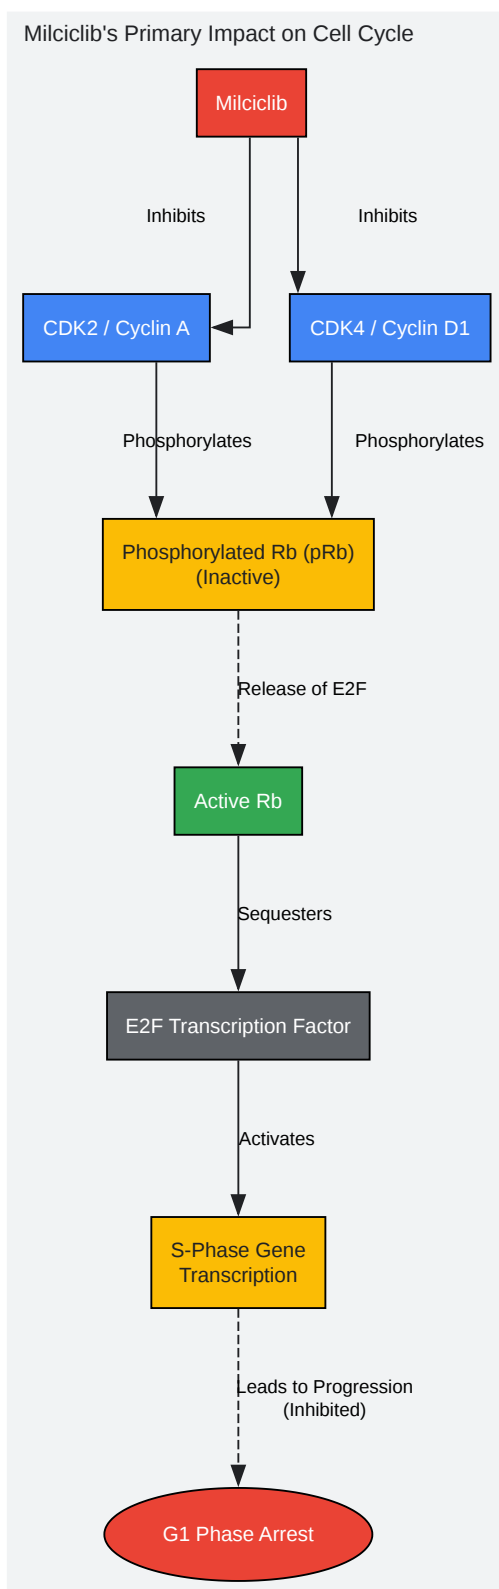 Milciclib's Primary Impact on Cell Cycle
Milciclib
Inhibits
Inhibits
CDK2 / Cyclin A
CDK4 / Cyclin D1
Phosphorylates
Phosphorylates
Phosphorylated Rb (pRb)
(Inactive)
Release of E2F
Active Rb
Sequesters
E2F Transcription Factor
Activates
S-Phase Gene
Transcription
Leads to Progression
(Inhibited)
G1 Phase Arrest